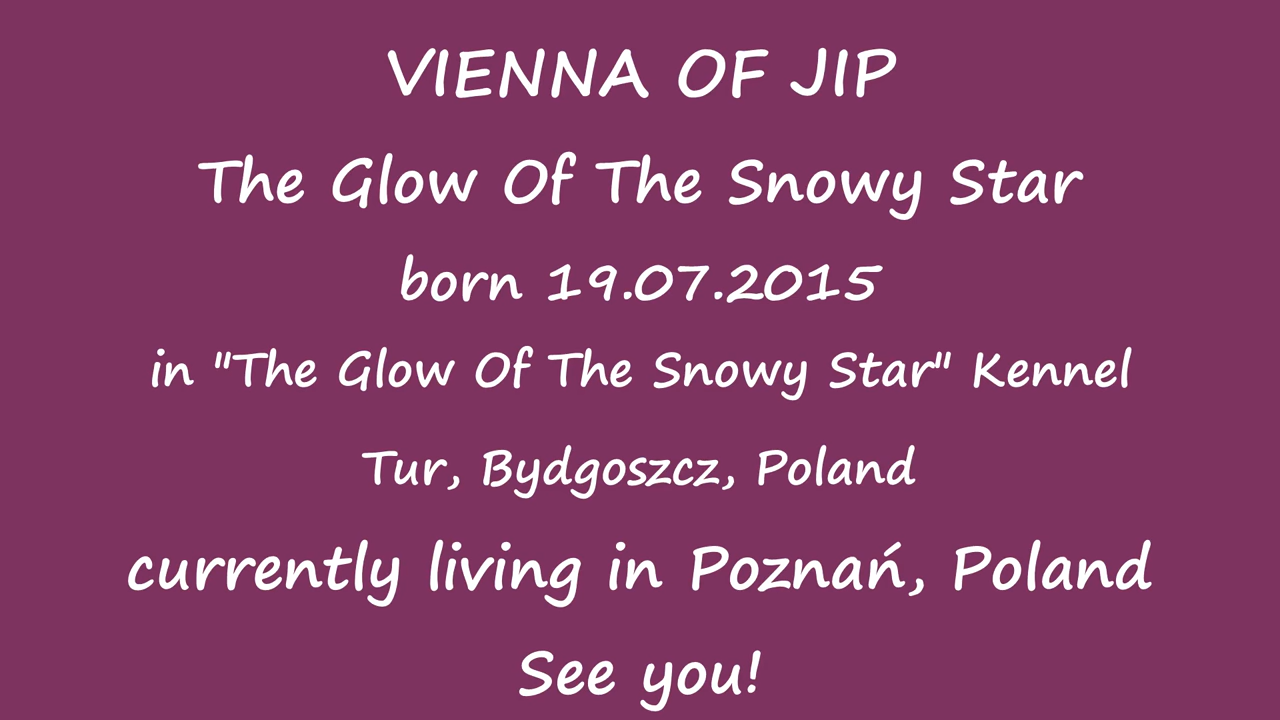 VIENNA OF JIP
The Glow Of The Snowy Star
born 19.07.2015
in "The Glow Of The Snowy Star" Kennel
Tur, Bydgoszcz, Poland
currently living in Poznań, Poland
See you!